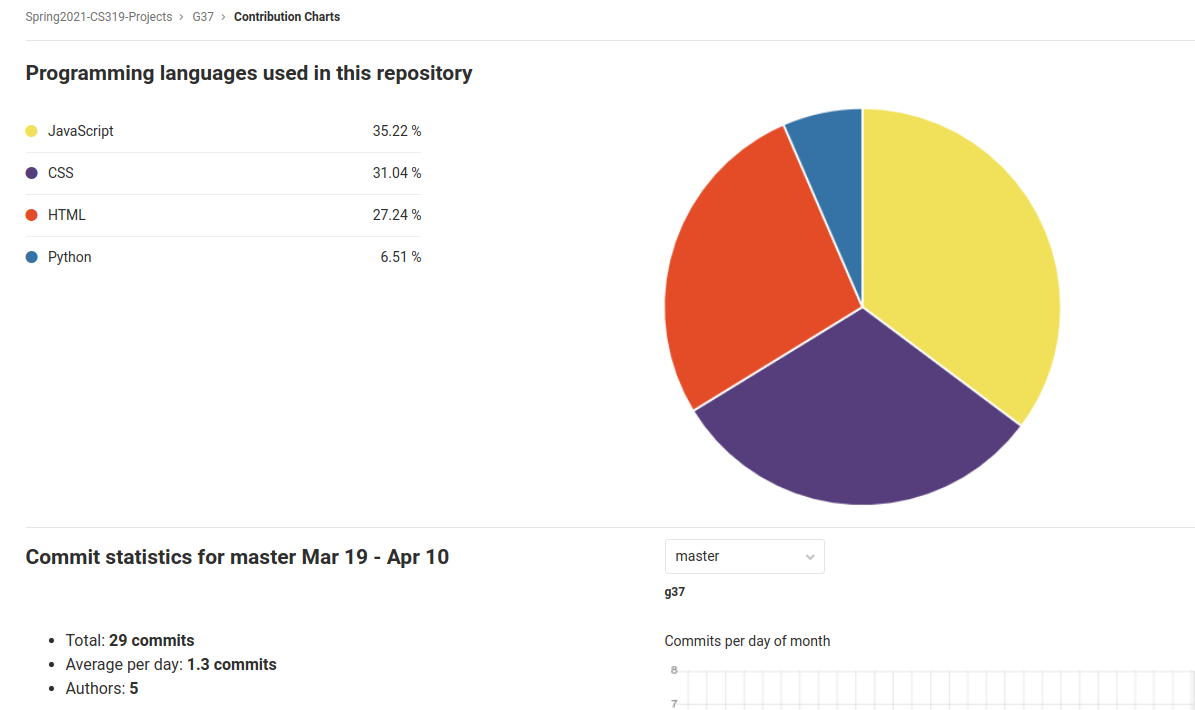 Spring2021-CS319-Projects › G37 › Contribution Charts
Programming languages used in this repository
JavaScript 35.22 %
CSS 31.04 %
HTML 27.24 %
Python 6.51 %
Commit statistics for master Mar 19 - Apr 10
master
g37
Total: 29 commits
Average per day: 1.3 commits
Authors: 5
Commits per day of month
8
7